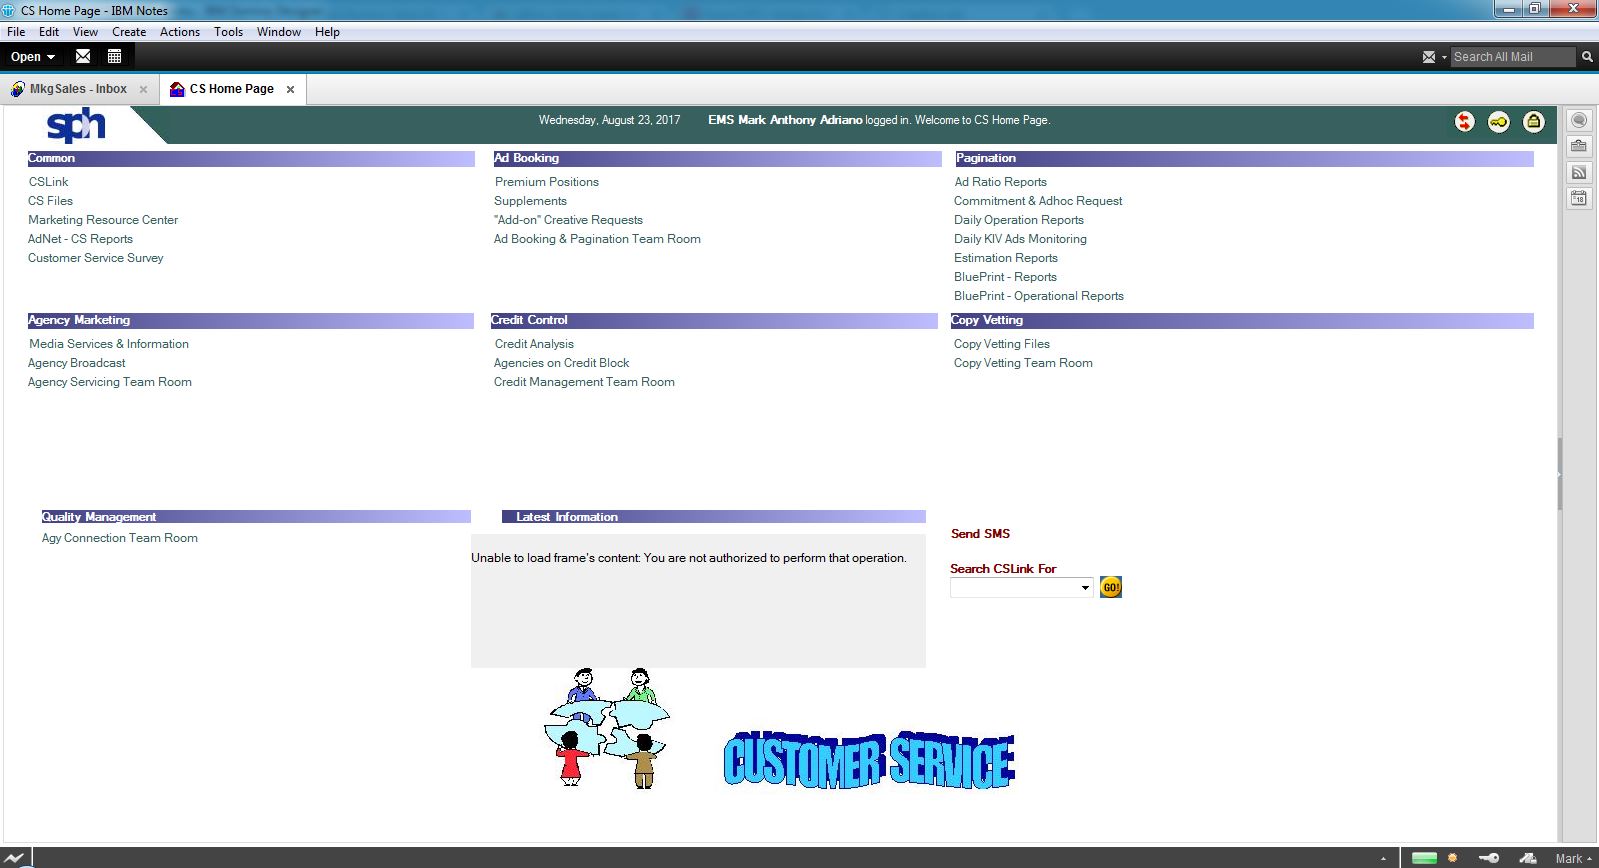 CS Home Page - IBM Notes
File Edit View Create Actions Tools Window Help
Open Search All Mail
MkgSales - Inbox CS Home Page
sph
Wednesday, August 23, 2017 EMS Mark Anthony Adriano logged in. Welcome to CS Home Page.
Common
CSLink
CS Files
Marketing Resource Center
AdNet - CS Reports
Customer Service Survey
Ad Booking
Premium Positions
Supplements
"Add-on" Creative Requests
Ad Booking & Pagination Team Room
Pagination
Ad Ratio Reports
Commitment & Adhoc Request
Daily Operation Reports
Daily KIV Ads Monitoring
Estimation Reports
BluePrint - Reports
BluePrint - Operational Reports
Agency Marketing
Media Services & Information
Agency Broadcast
Agency Servicing Team Room
Credit Control
Credit Analysis
Agencies on Credit Block
Credit Management Team Room
Copy Vetting
Copy Vetting Files
Copy Vetting Team Room
Quality Management
Agy Connection Team Room
Latest Information
Unable to load frame's content: You are not authorized to perform that operation.
Send SMS
Search CSLink For
GO!
CUSTOMER SERVICE
18
Mark